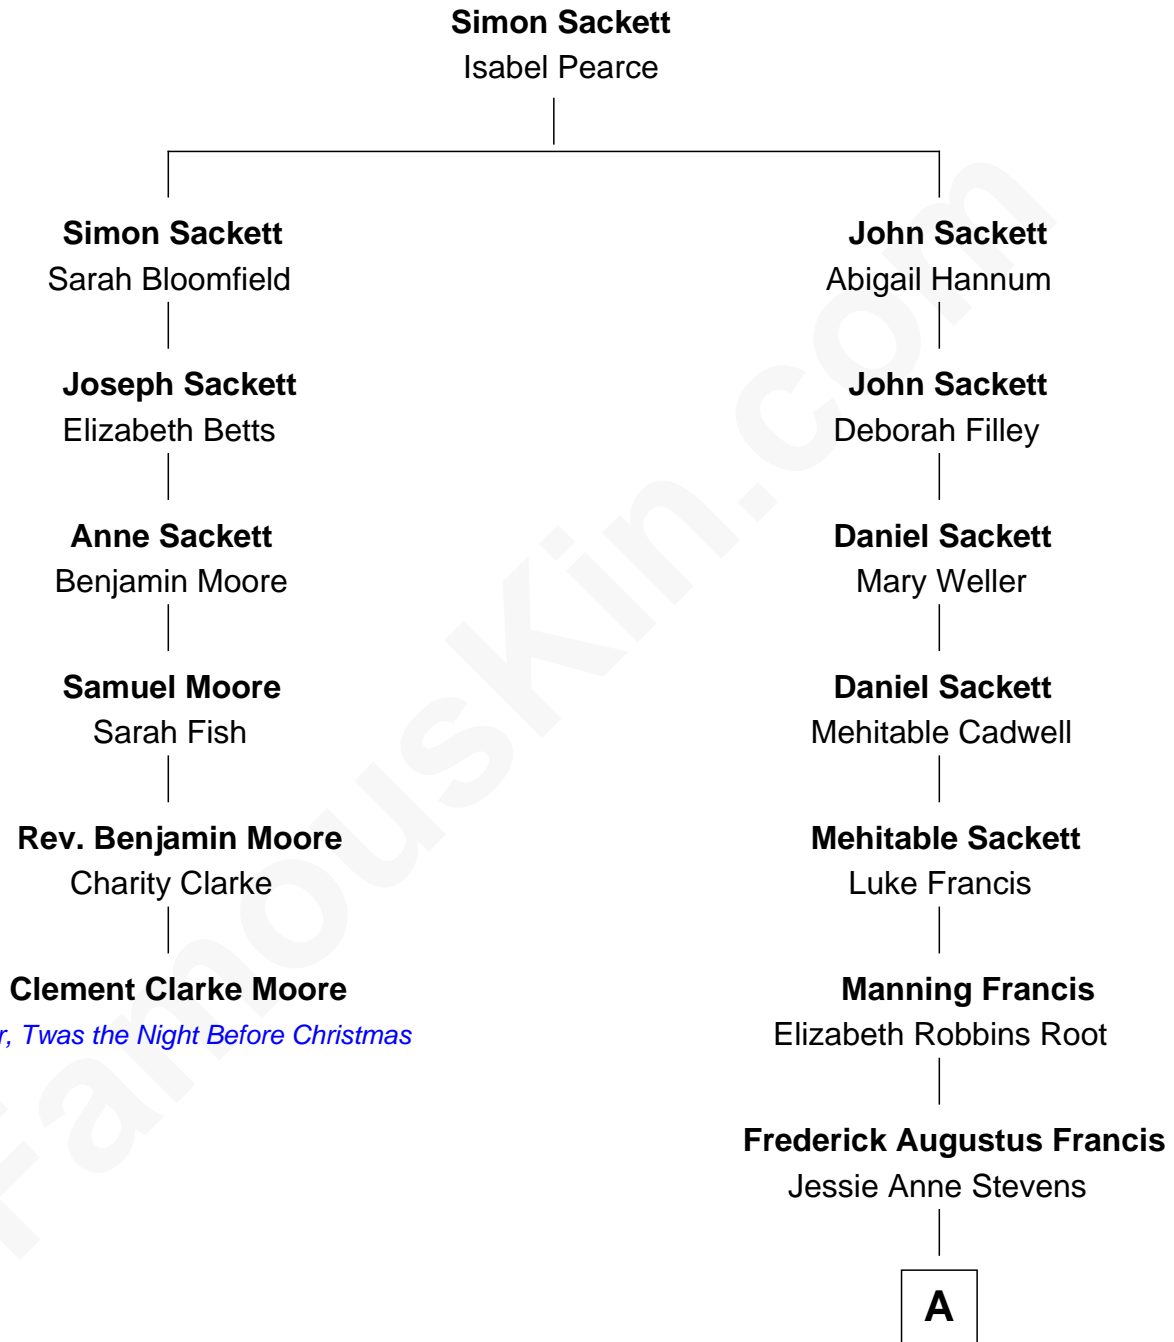 Simon Sackett
Isabel Pearce
Simon Sackett
Sarah Bloomfield
Joseph Sackett
Elizabeth Betts
Anne Sackett
Benjamin Moore
Samuel Moore
Sarah Fish
Rev. Benjamin Moore
Charity Clarke
Clement Clarke Moore
r, Twas the Night Before Christmas
John Sackett
Abigail Hannum
John Sackett
Deborah Filley
Daniel Sackett
Mary Weller
Daniel Sackett
Mehitable Cadwell
Mehitable Sackett
Luke Francis
Manning Francis
Elizabeth Robbins Root
Frederick Augustus Francis
Jessie Anne Stevens
A
FamousKin.com